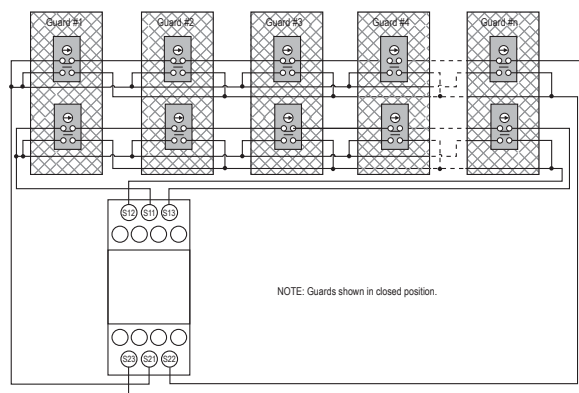 Guard #1 Guard #2 Guard #3 Guard #4 Guard #n
S12 S11 S13
NOTE: Guards shown in closed position.
S23 S21 S22